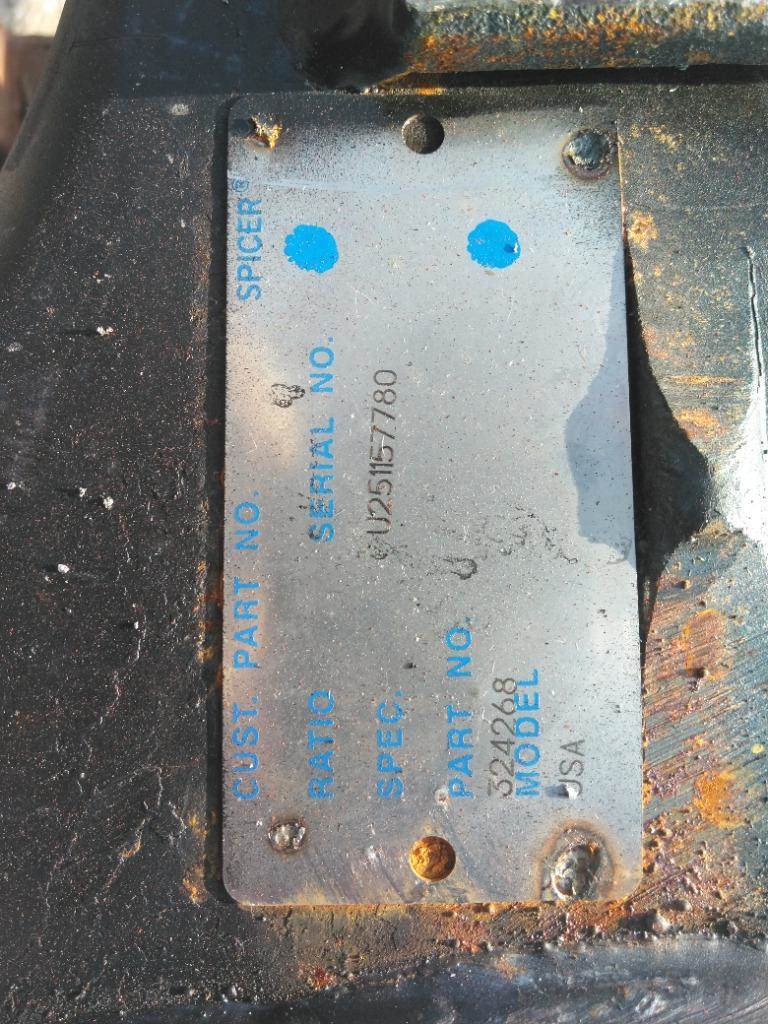 CUST. PART NO. SPICER®
RATIO SERIAL NO.
SPEC. U251157780
PART NO.
324268
MODEL
USA